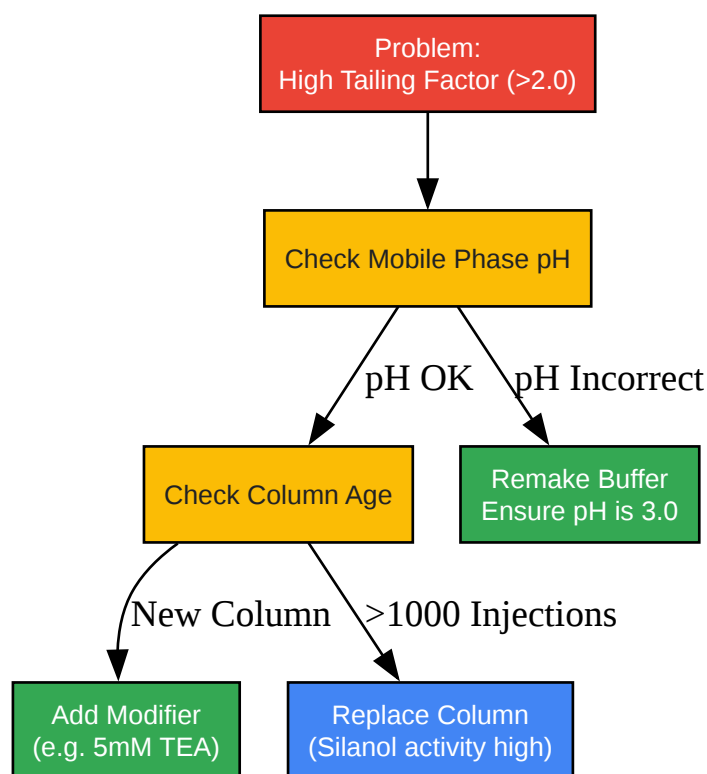 Problem:
High Tailing Factor (>2.0)
Check Mobile Phase pH
pH OK
pH Incorrect
Check Column Age
Remake Buffer
Ensure pH is 3.0
New Column
>1000 Injections
Add Modifier
(e.g. 5mM TEA)
Replace Column
(Silanol activity high)